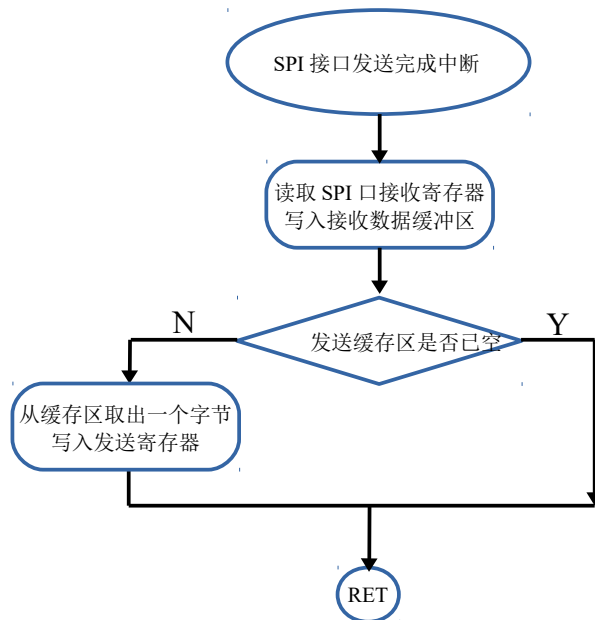 SPI 接口发送完成中断
读取 SPI 口接收寄存器
写入接收数据缓冲区
发送缓存区是否已空
N
Y
从缓存区取出一个字节
写入发送寄存器
RET